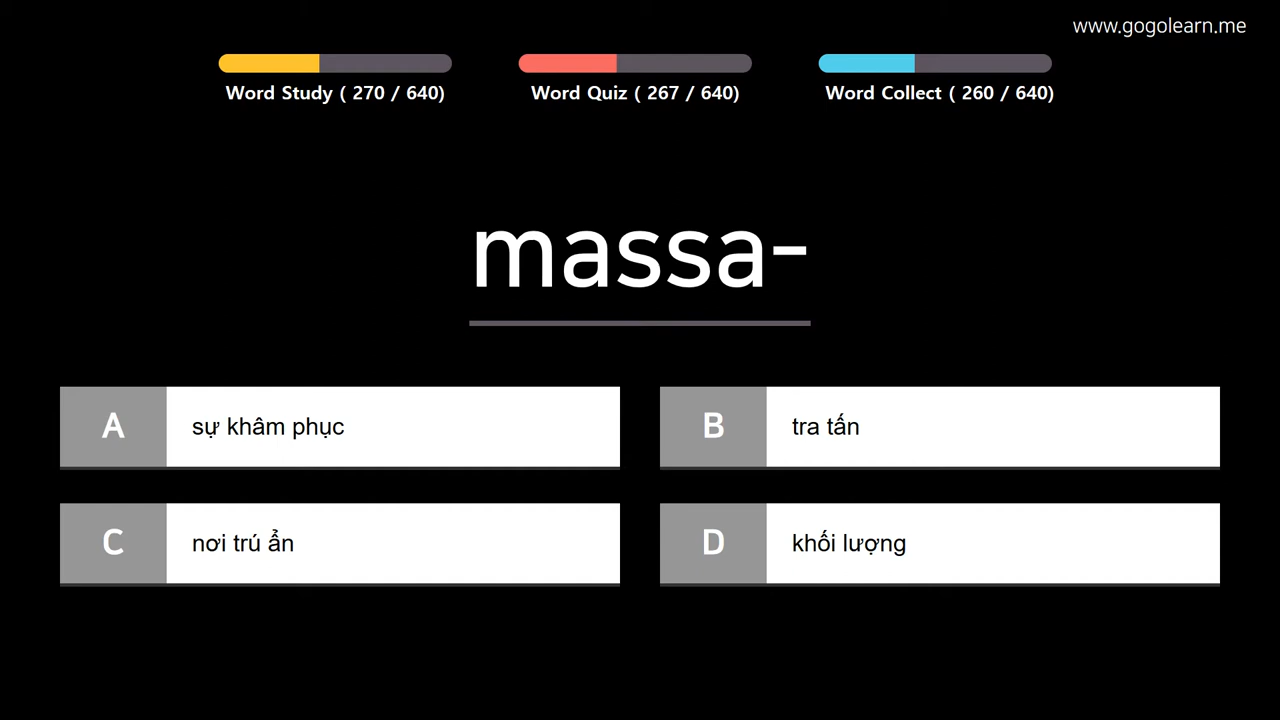 www.gogolearn.me
Word Study ( 270 / 640)
Word Quiz ( 267 / 640)
Word Collect ( 260 / 640)
massa-
A sự khâm phục
B tra tấn
C nơi trú ẩn
D khối lượng